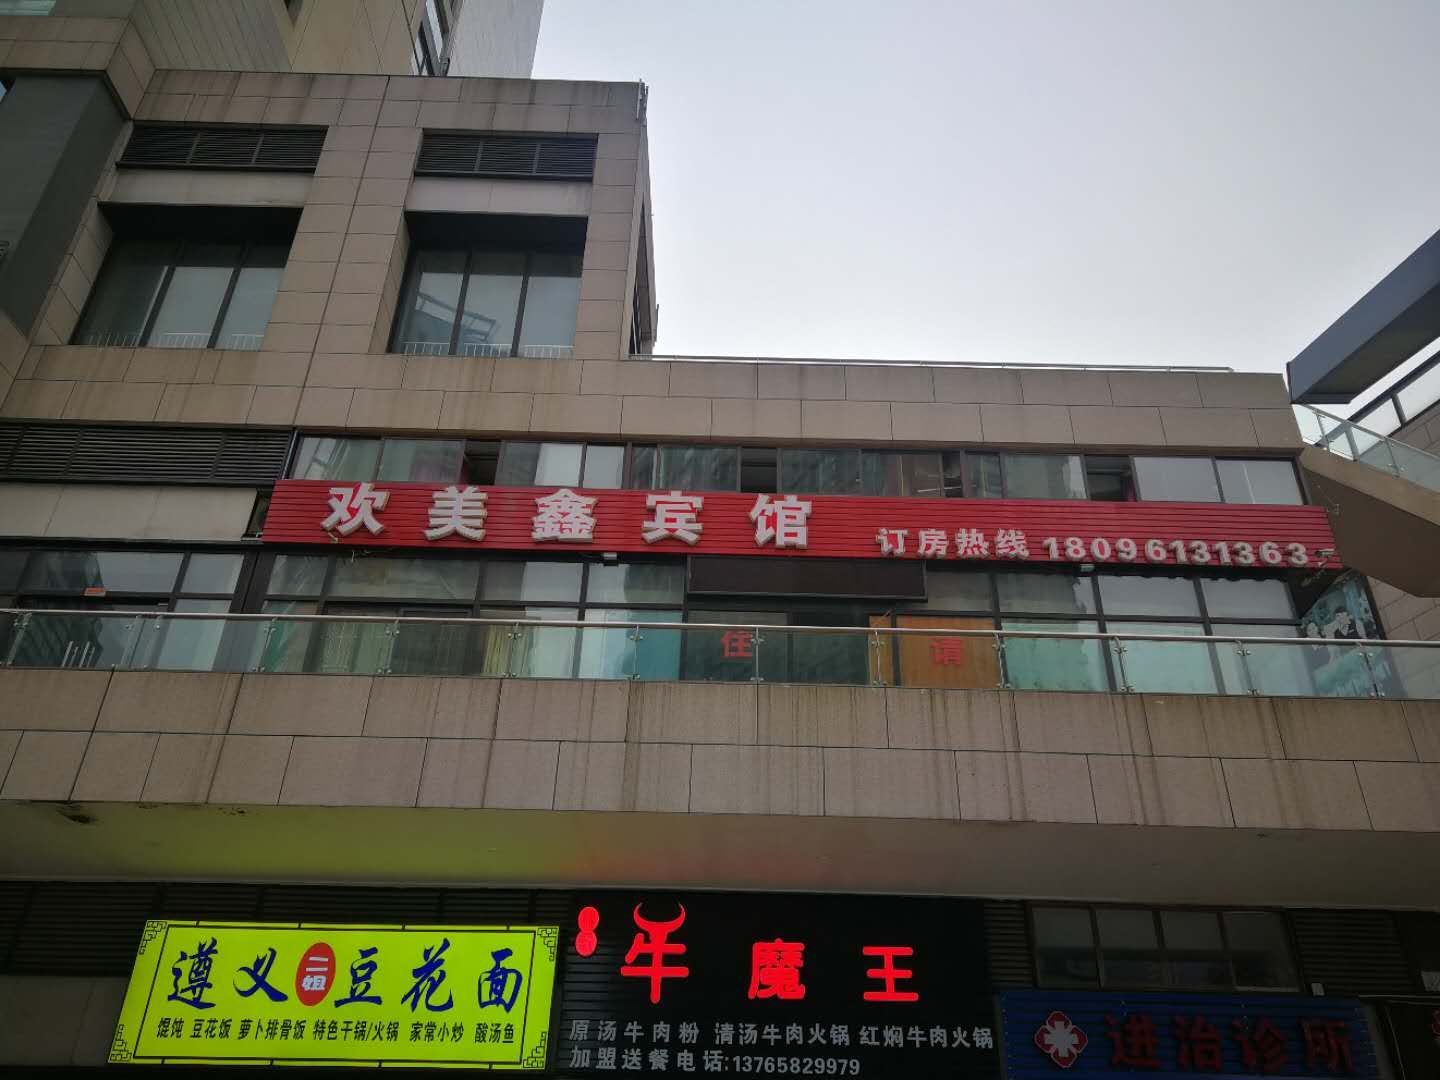 欢美鑫宾馆
订房热线 18096131363
住
请
遵义二姐豆花面
馄饨 豆花饭 萝卜排骨饭 特色干锅/火锅 家常小炒 酸汤鱼
牛魔王
原汤牛肉粉 清汤牛肉火锅 红焖牛肉火锅
加盟送餐电话:13765829979
进治诊所